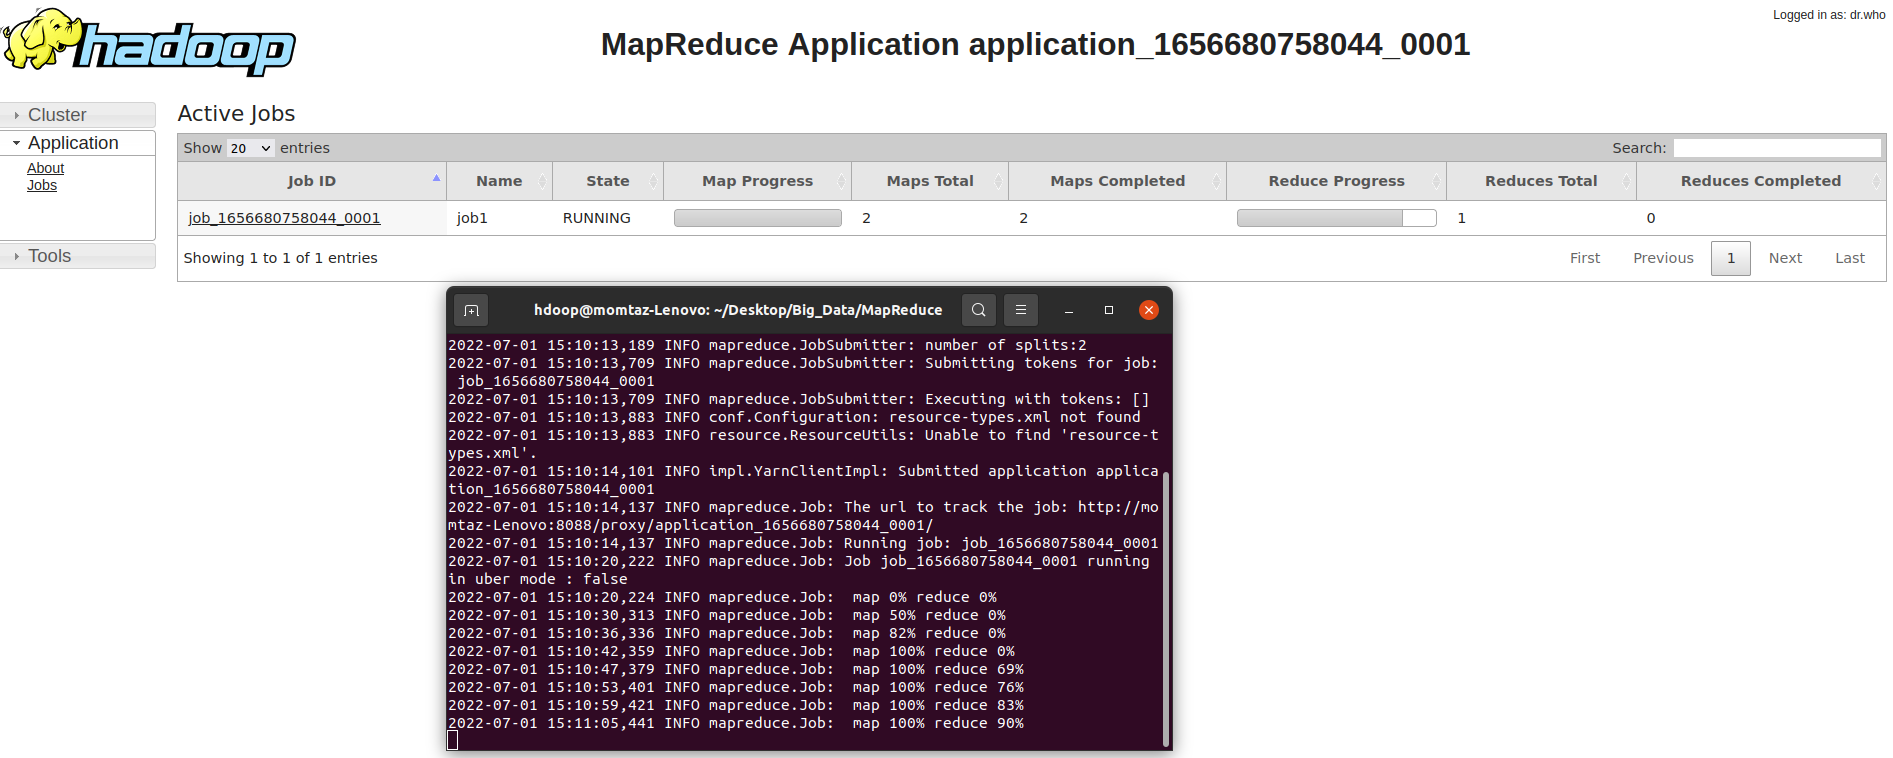 hadoop
Logged in as: dr.who
MapReduce Application application_1656680758044_0001
Cluster
Application
About
Jobs
Tools
Active Jobs
Show 20 entries
Search:
Job ID Name State Map Progress Maps Total Maps Completed Reduce Progress Reduces Total Reduces Completed
job_1656680758044_0001 job1 RUNNING 2 2 1 0
Showing 1 to 1 of 1 entries
First Previous 1 Next Last
hdoop@momtaz-Lenovo: ~/Desktop/Big_Data/MapReduce
2022-07-01 15:10:13,189 INFO mapreduce.JobSubmitter: number of splits:2
2022-07-01 15:10:13,709 INFO mapreduce.JobSubmitter: Submitting tokens for job:
job_1656680758044_0001
2022-07-01 15:10:13,709 INFO mapreduce.JobSubmitter: Executing with tokens: []
2022-07-01 15:10:13,883 INFO conf.Configuration: resource-types.xml not found
2022-07-01 15:10:13,883 INFO resource.ResourceUtils: Unable to find 'resource-t
ypes.xml'.
2022-07-01 15:10:14,101 INFO impl.YarnClientImpl: Submitted application applica
tion_1656680758044_0001
2022-07-01 15:10:14,137 INFO mapreduce.Job: The url to track the job: http://mo
mtaz-Lenovo:8088/proxy/application_1656680758044_0001/
2022-07-01 15:10:14,137 INFO mapreduce.Job: Running job: job_1656680758044_0001
2022-07-01 15:10:20,222 INFO mapreduce.Job: Job job_1656680758044_0001 running
in uber mode : false
2022-07-01 15:10:20,224 INFO mapreduce.Job:  map 0% reduce 0%
2022-07-01 15:10:30,313 INFO mapreduce.Job:  map 50% reduce 0%
2022-07-01 15:10:36,336 INFO mapreduce.Job:  map 82% reduce 0%
2022-07-01 15:10:42,359 INFO mapreduce.Job:  map 100% reduce 0%
2022-07-01 15:10:47,379 INFO mapreduce.Job:  map 100% reduce 69%
2022-07-01 15:10:53,401 INFO mapreduce.Job:  map 100% reduce 76%
2022-07-01 15:10:59,421 INFO mapreduce.Job:  map 100% reduce 83%
2022-07-01 15:11:05,441 INFO mapreduce.Job:  map 100% reduce 90%